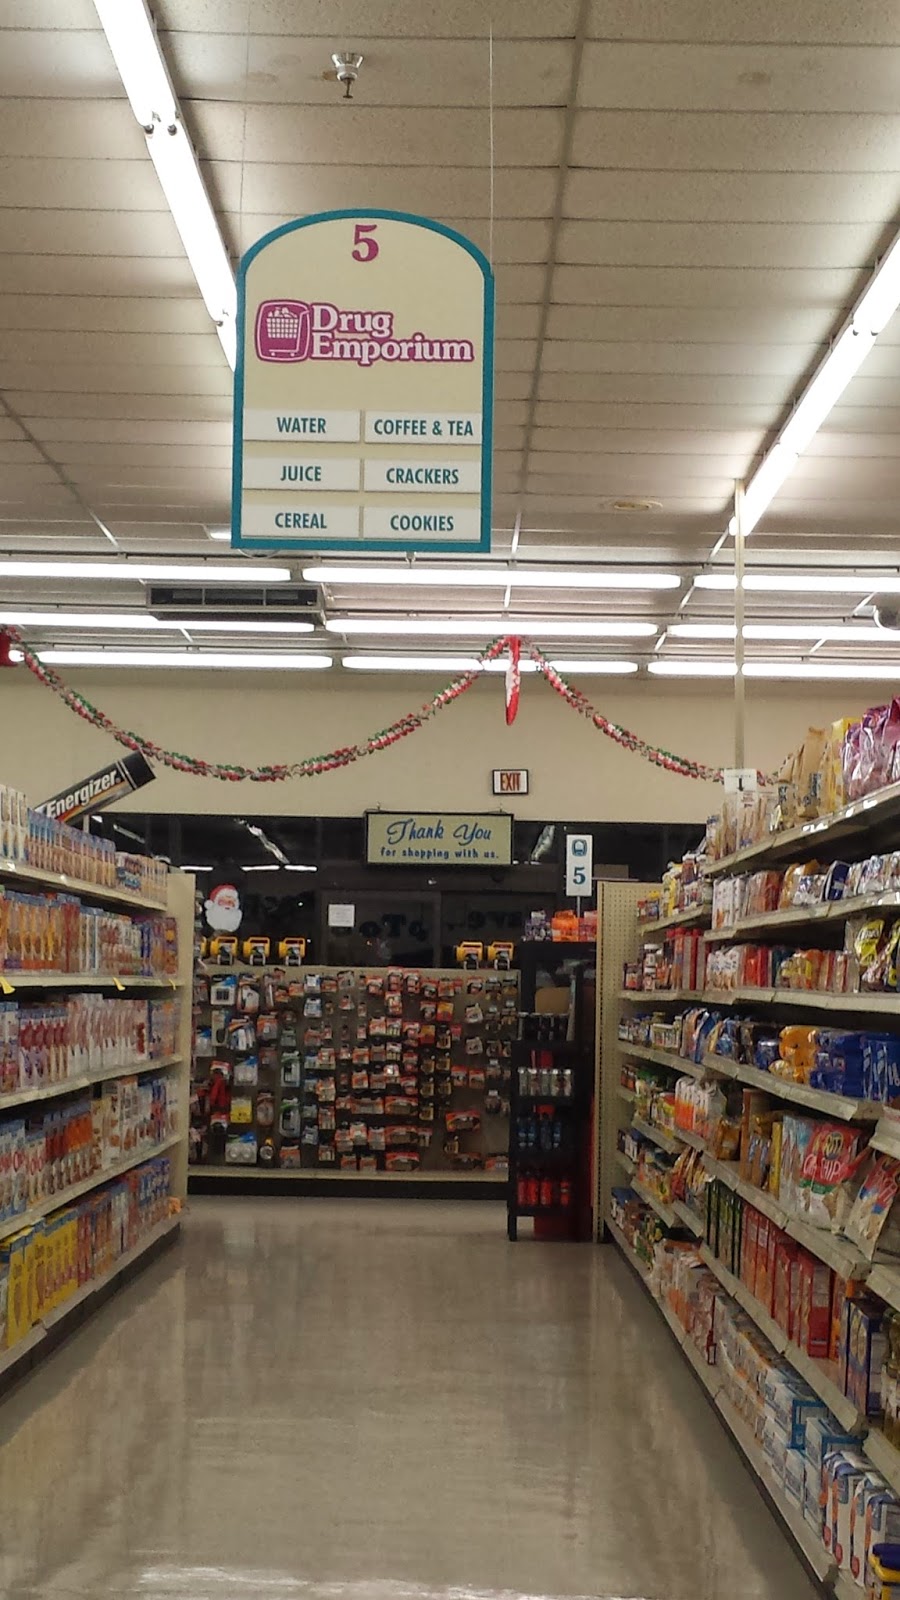 5
Drug
Emporium
WATER
COFFEE & TEA
JUICE
CRACKERS
CEREAL
COOKIES
Energizer
EXIT
Thank You
for shopping with us.
5